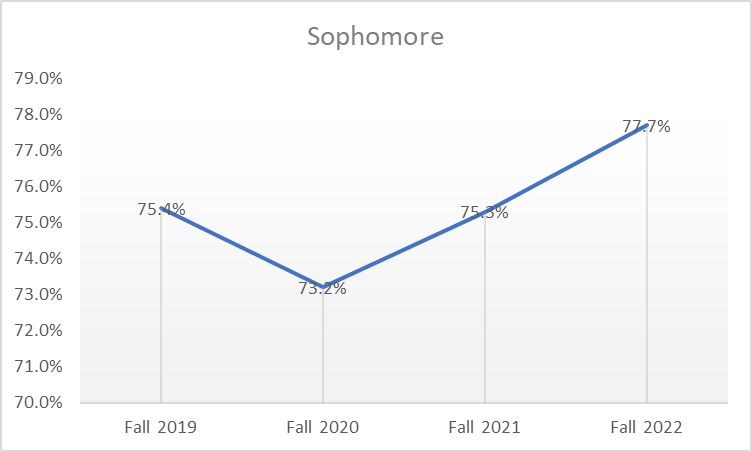 Sophomore
79.0%
78.0%
77.0%
76.0%
75.0%
74.0%
73.0%
72.0%
71.0%
70.0%
75.4%
73.2%
75.3%
77.7%
Fall 2019
Fall 2020
Fall 2021
Fall 2022